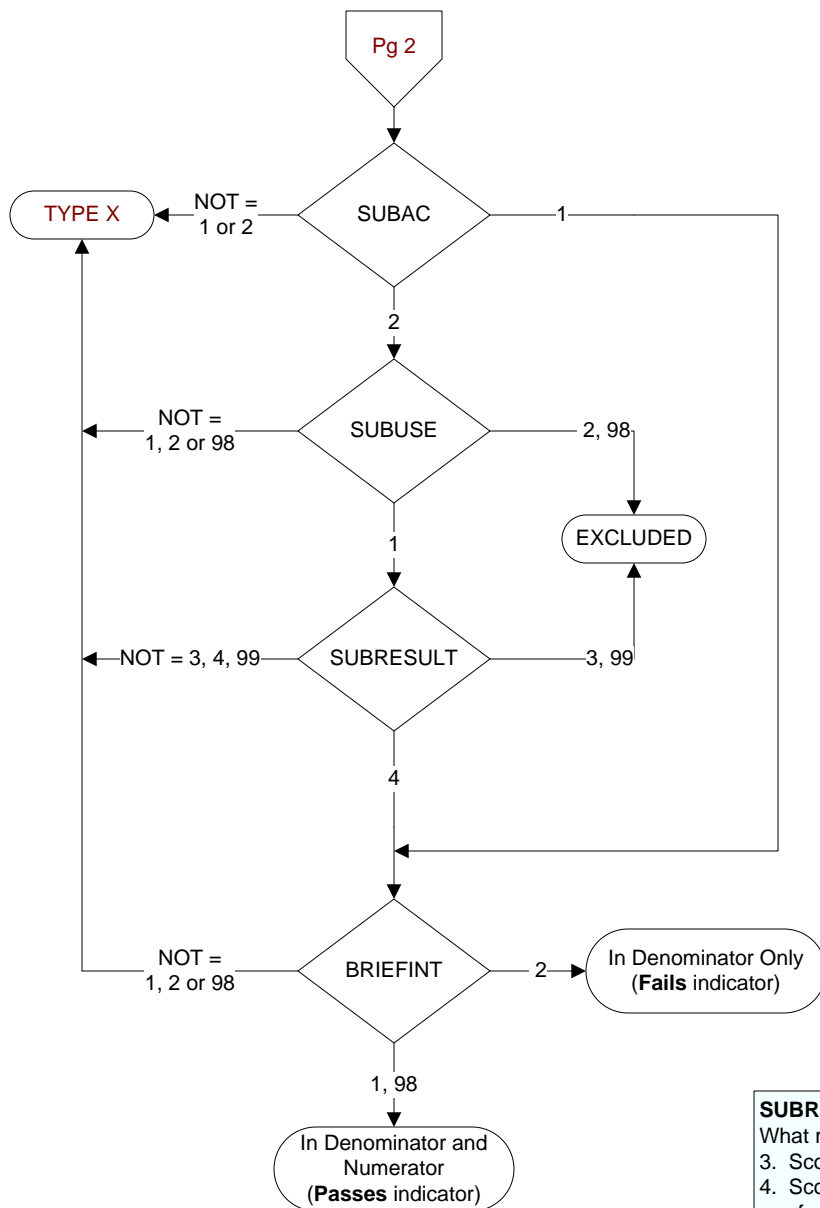 Pg 2
SUBAC
TYPE X
NOT =
1 or 2
1
2
SUBUSE
NOT =
1, 2 or 98
2, 98
EXCLUDED
1
SUBRESULT
NOT = 3, 4, 99
3, 99
4
BRIEFINT
NOT =
1, 2 or 98
2
In Denominator Only
(Fails indicator)
1, 98
In Denominator and
Numerator
(Passes indicator)
3.
4.